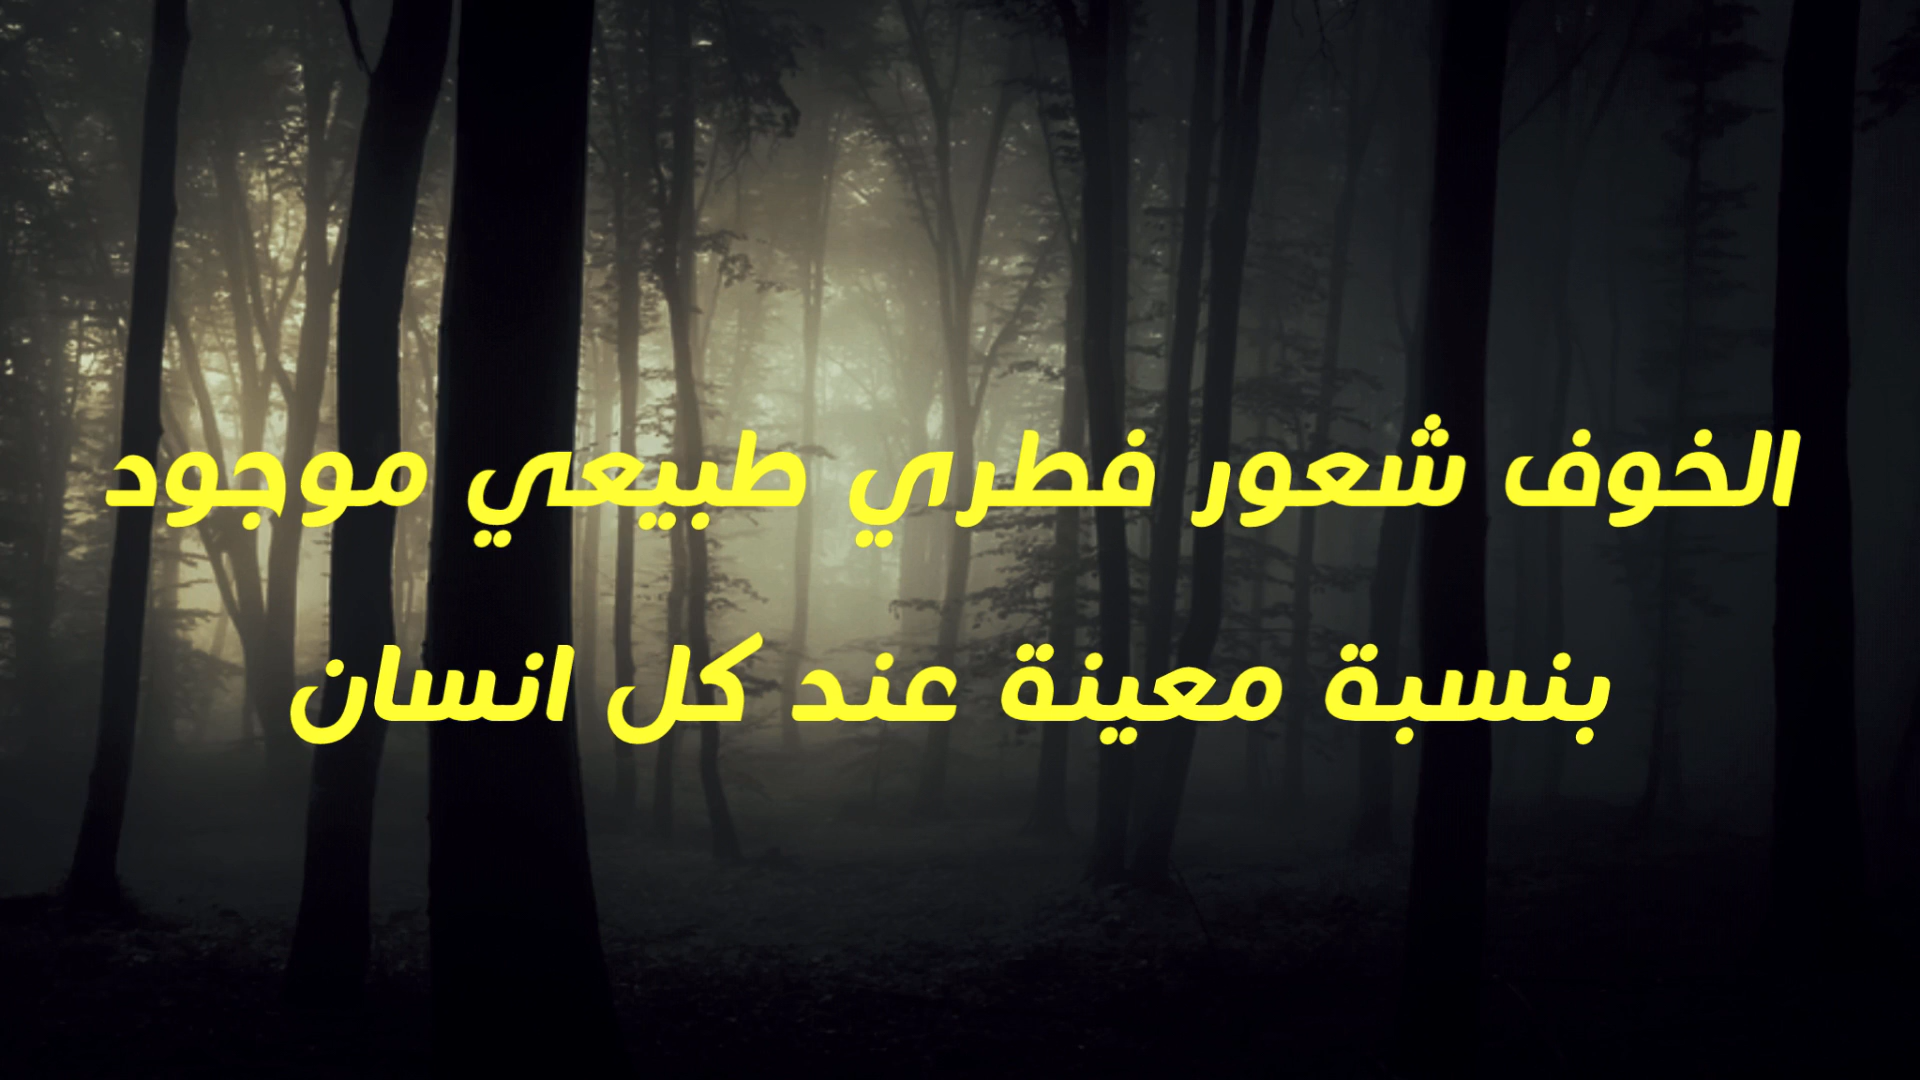 الخوف شعور فطري طبيعي موجود
بنسبة معينة عند كل انسان